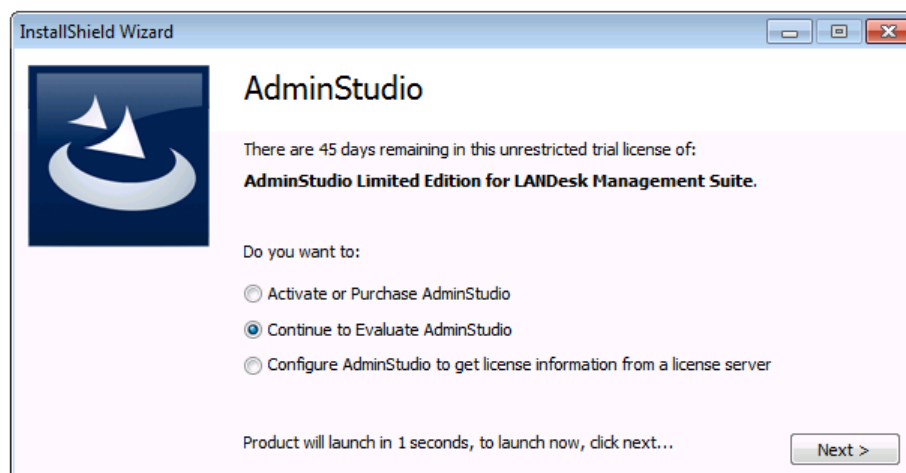 InstallShield Wizard
AdminStudio
There are 45 days remaining in this unrestricted trial license of:
AdminStudio Limited Edition for LANDesk Management Suite.
Do you want to:
Activate or Purchase AdminStudio
Continue to Evaluate AdminStudio
Configure AdminStudio to get license information from a license server
Product will launch in 1 seconds, to launch now, click next...
Next >